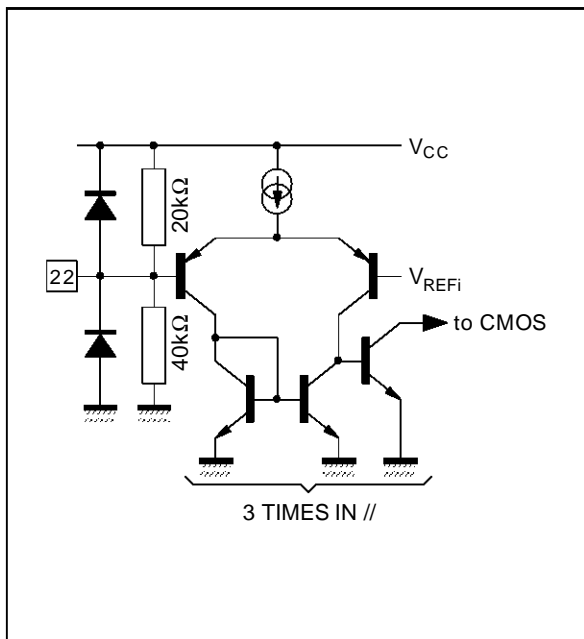 VCC
20kΩ
22
VREFi
40kΩ
to CMOS
3 TIMES IN //